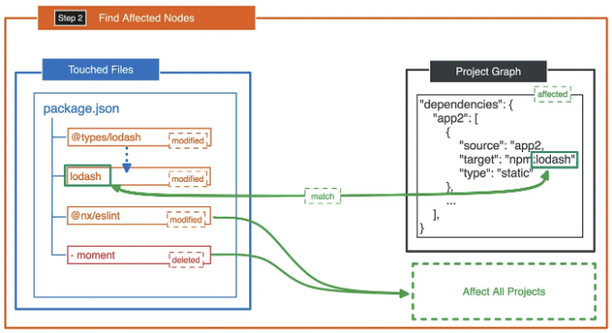 Step 2 Find Affected Nodes
Touched Files
package.json
@types/lodash
modified
lodash
modified
@nx/eslint
modified
- moment
deleted
match
Project Graph
affected
"dependencies": {
"app2": [
{
"source": "app2,
"target": "npm:lodash"
"type": "static"
},
...
],
}
Affect All Projects